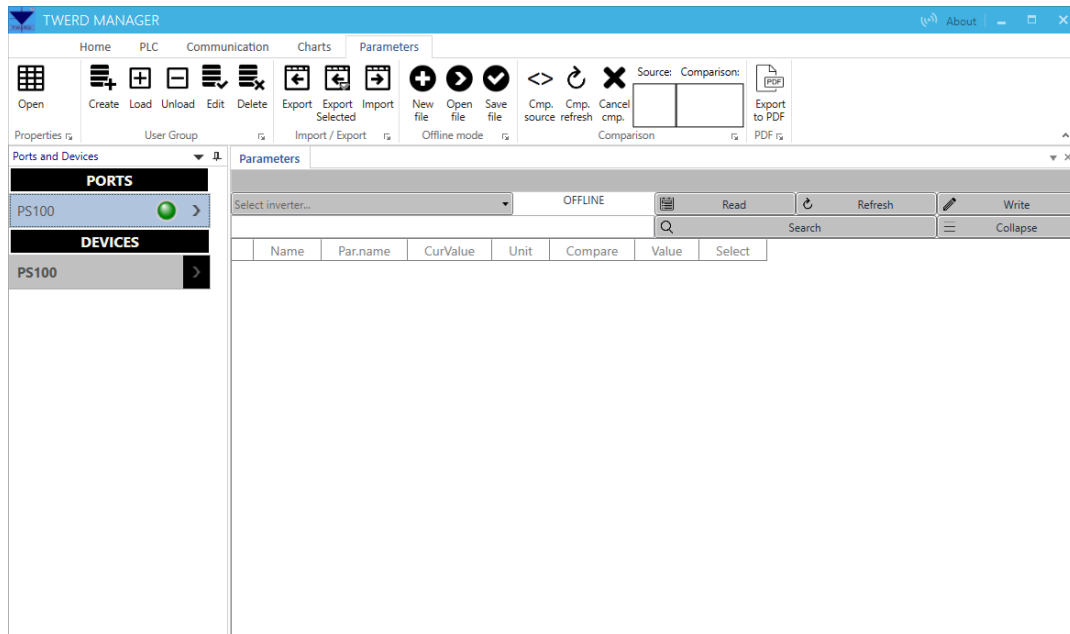 TWERD MANAGER
About
Home PLC Communication Charts Parameters
Open
Create Load Unload Edit Delete
Export Export Selected Import
New file Open file Save file
Cmp. source Cmp. refresh Cancel cmp.
Source: Comparison:
PDF
Export to PDF
Properties User Group Import / Export Offline mode Comparison PDF
Ports and Devices
Parameters
PORTS
PS100
DEVICES
PS100
Select inverter... OFFLINE Read Refresh Write
Search Collapse
Name Par.name CurValue Unit Compare Value Select